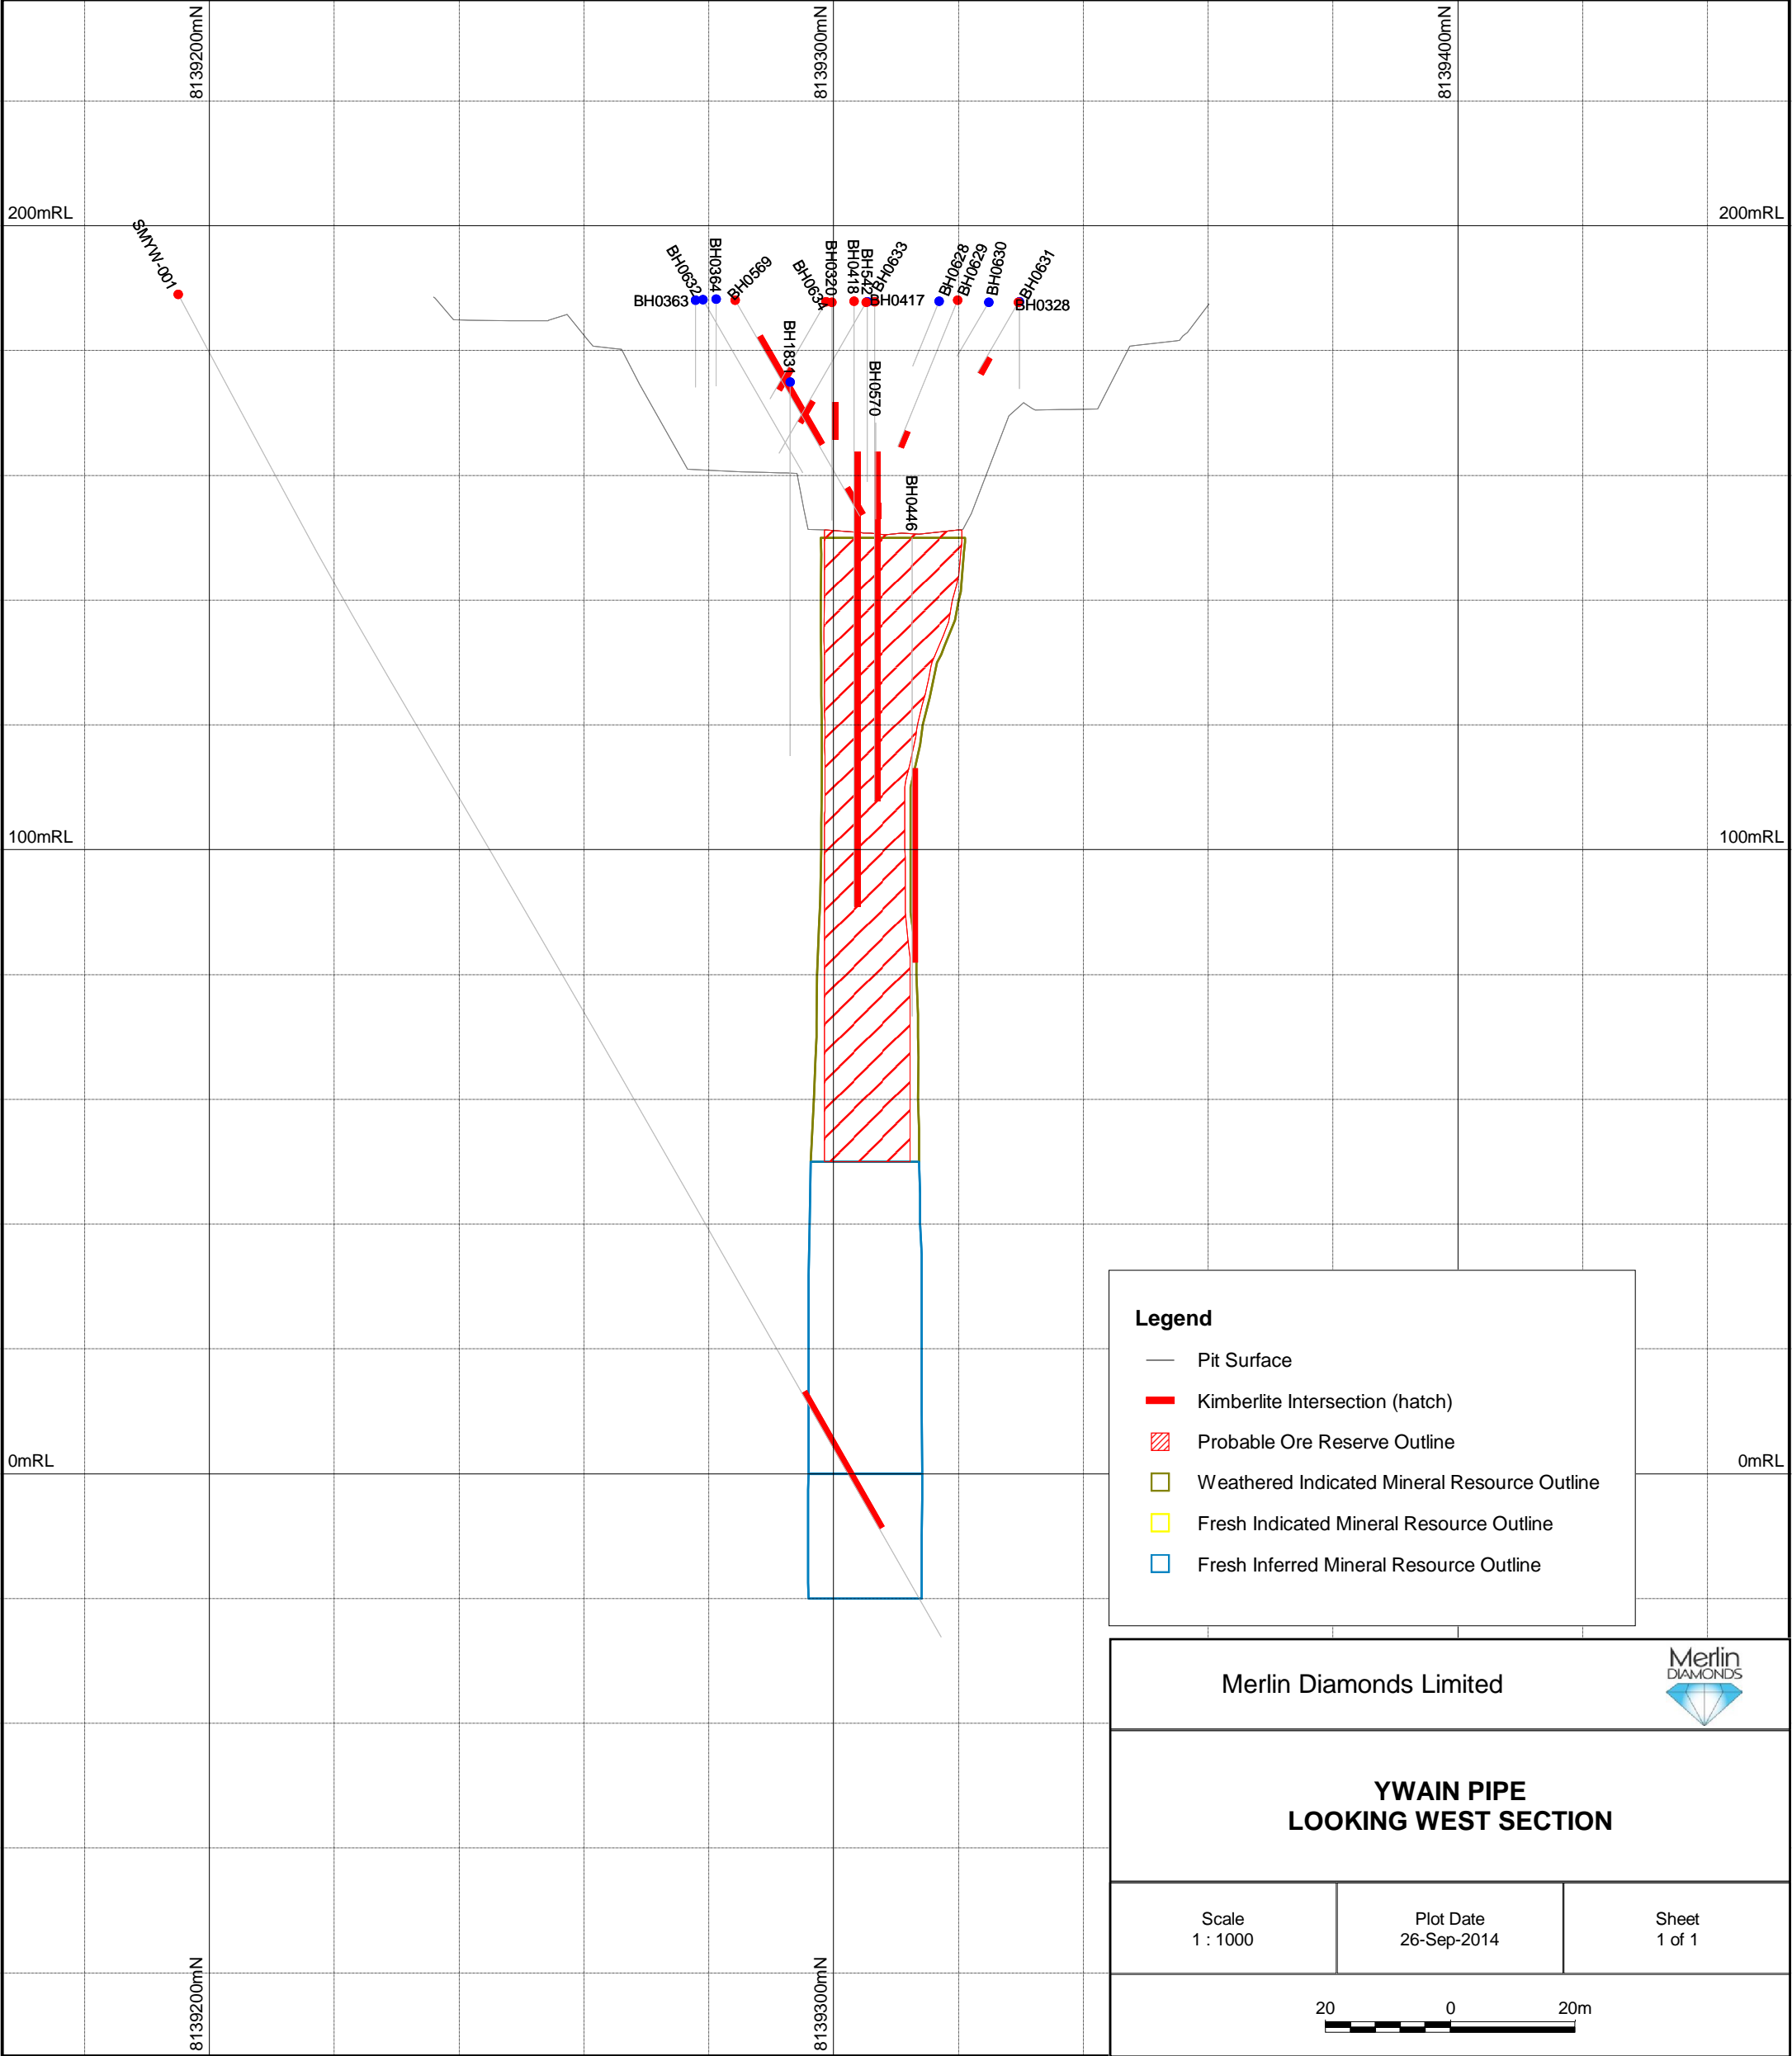 8139200mN
8139300mN
8139400mN
200mRL
200mRL
SMYW-001
BH0363
BH0632
BH0364
BH0569
BH1831
BH0634
BH0320
BH0418
BH542
BH0633
BH0417
BH0628
BH0629
BH0630
BH0631
BH0328
BH0570
BH0446
100mRL
100mRL
0mRL
0mRL
Legend
Pit Surface
Kimberlite Intersection (hatch)
Probable Ore Reserve Outline
Weathered Indicated Mineral Resource Outline
Fresh Indicated Mineral Resource Outline
Fresh Inferred Mineral Resource Outline
Merlin Diamonds Limited
Merlin
DIAMONDS
YWAIN PIPE
LOOKING WEST SECTION
Scale
1 : 1000
Plot Date
26-Sep-2014
Sheet
1 of 1
20 0 20m
8139200mN
8139300mN